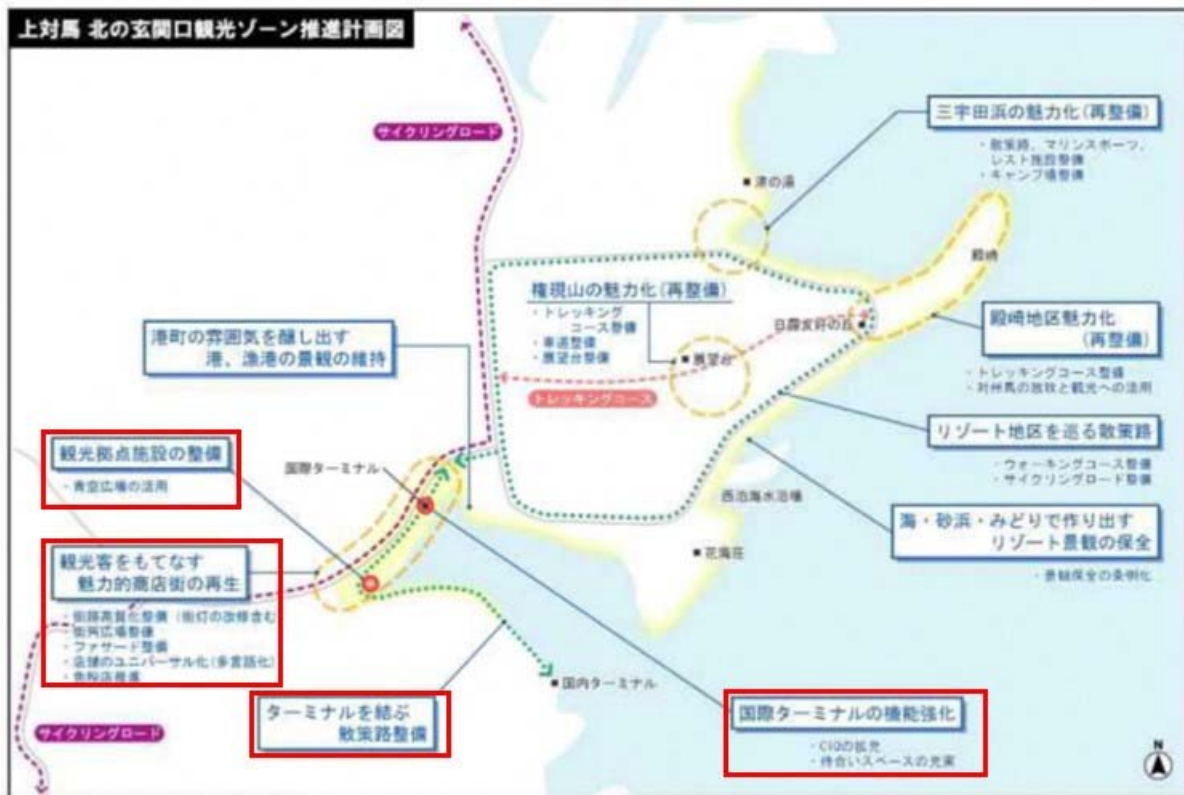 上対馬 北の玄関口観光ゾーン推進計画図
サイクリングロード
三宇田浜の魅力化(再整備)
・散策路、マリンスポーツ、
レスト施設整備
・キャンプ場整備
渚の湯
殿崎
権現山の魅力化(再整備)
・トレッキング
コース整備
・車道整備
・展望台整備
日露友好の丘
展望台
トレッキングコース
殿崎地区魅力化
(再整備)
・トレッキングコース整備
・対州馬の放牧と観光への活用
港町の雰囲気を醸し出す
港、漁港の景観の維持
リゾート地区を巡る散策路
・ウォーキングコース整備
・サイクリングロード整備
観光拠点施設の整備
・青空広場の活用
国際ターミナル
西泊海水浴場
海・砂浜・みどりで作り出す
リゾート景観の保全
・景観保全の条例化
花海荘
観光客をもてなす
魅力的商店街の再生
・街路高質化整備(街灯の改修含む
・街角広場整備
・ファサード整備
・店舗のユニバーサル化(多言語化)
・免税店推進
国内ターミナル
ターミナルを結ぶ
散策路整備
国際ターミナルの機能強化
・CIQの拡充
・待合いスペースの充実
サイクリングロード
N